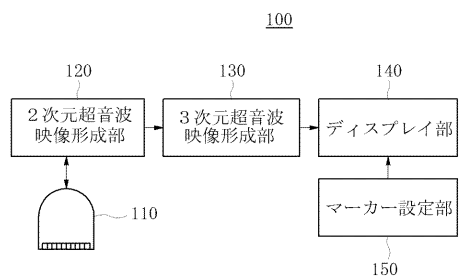 100
120
130
140
2次元超音波
映像形成部
3次元超音波
映像形成部
ディスプレイ部
110
マーカー設定部
150